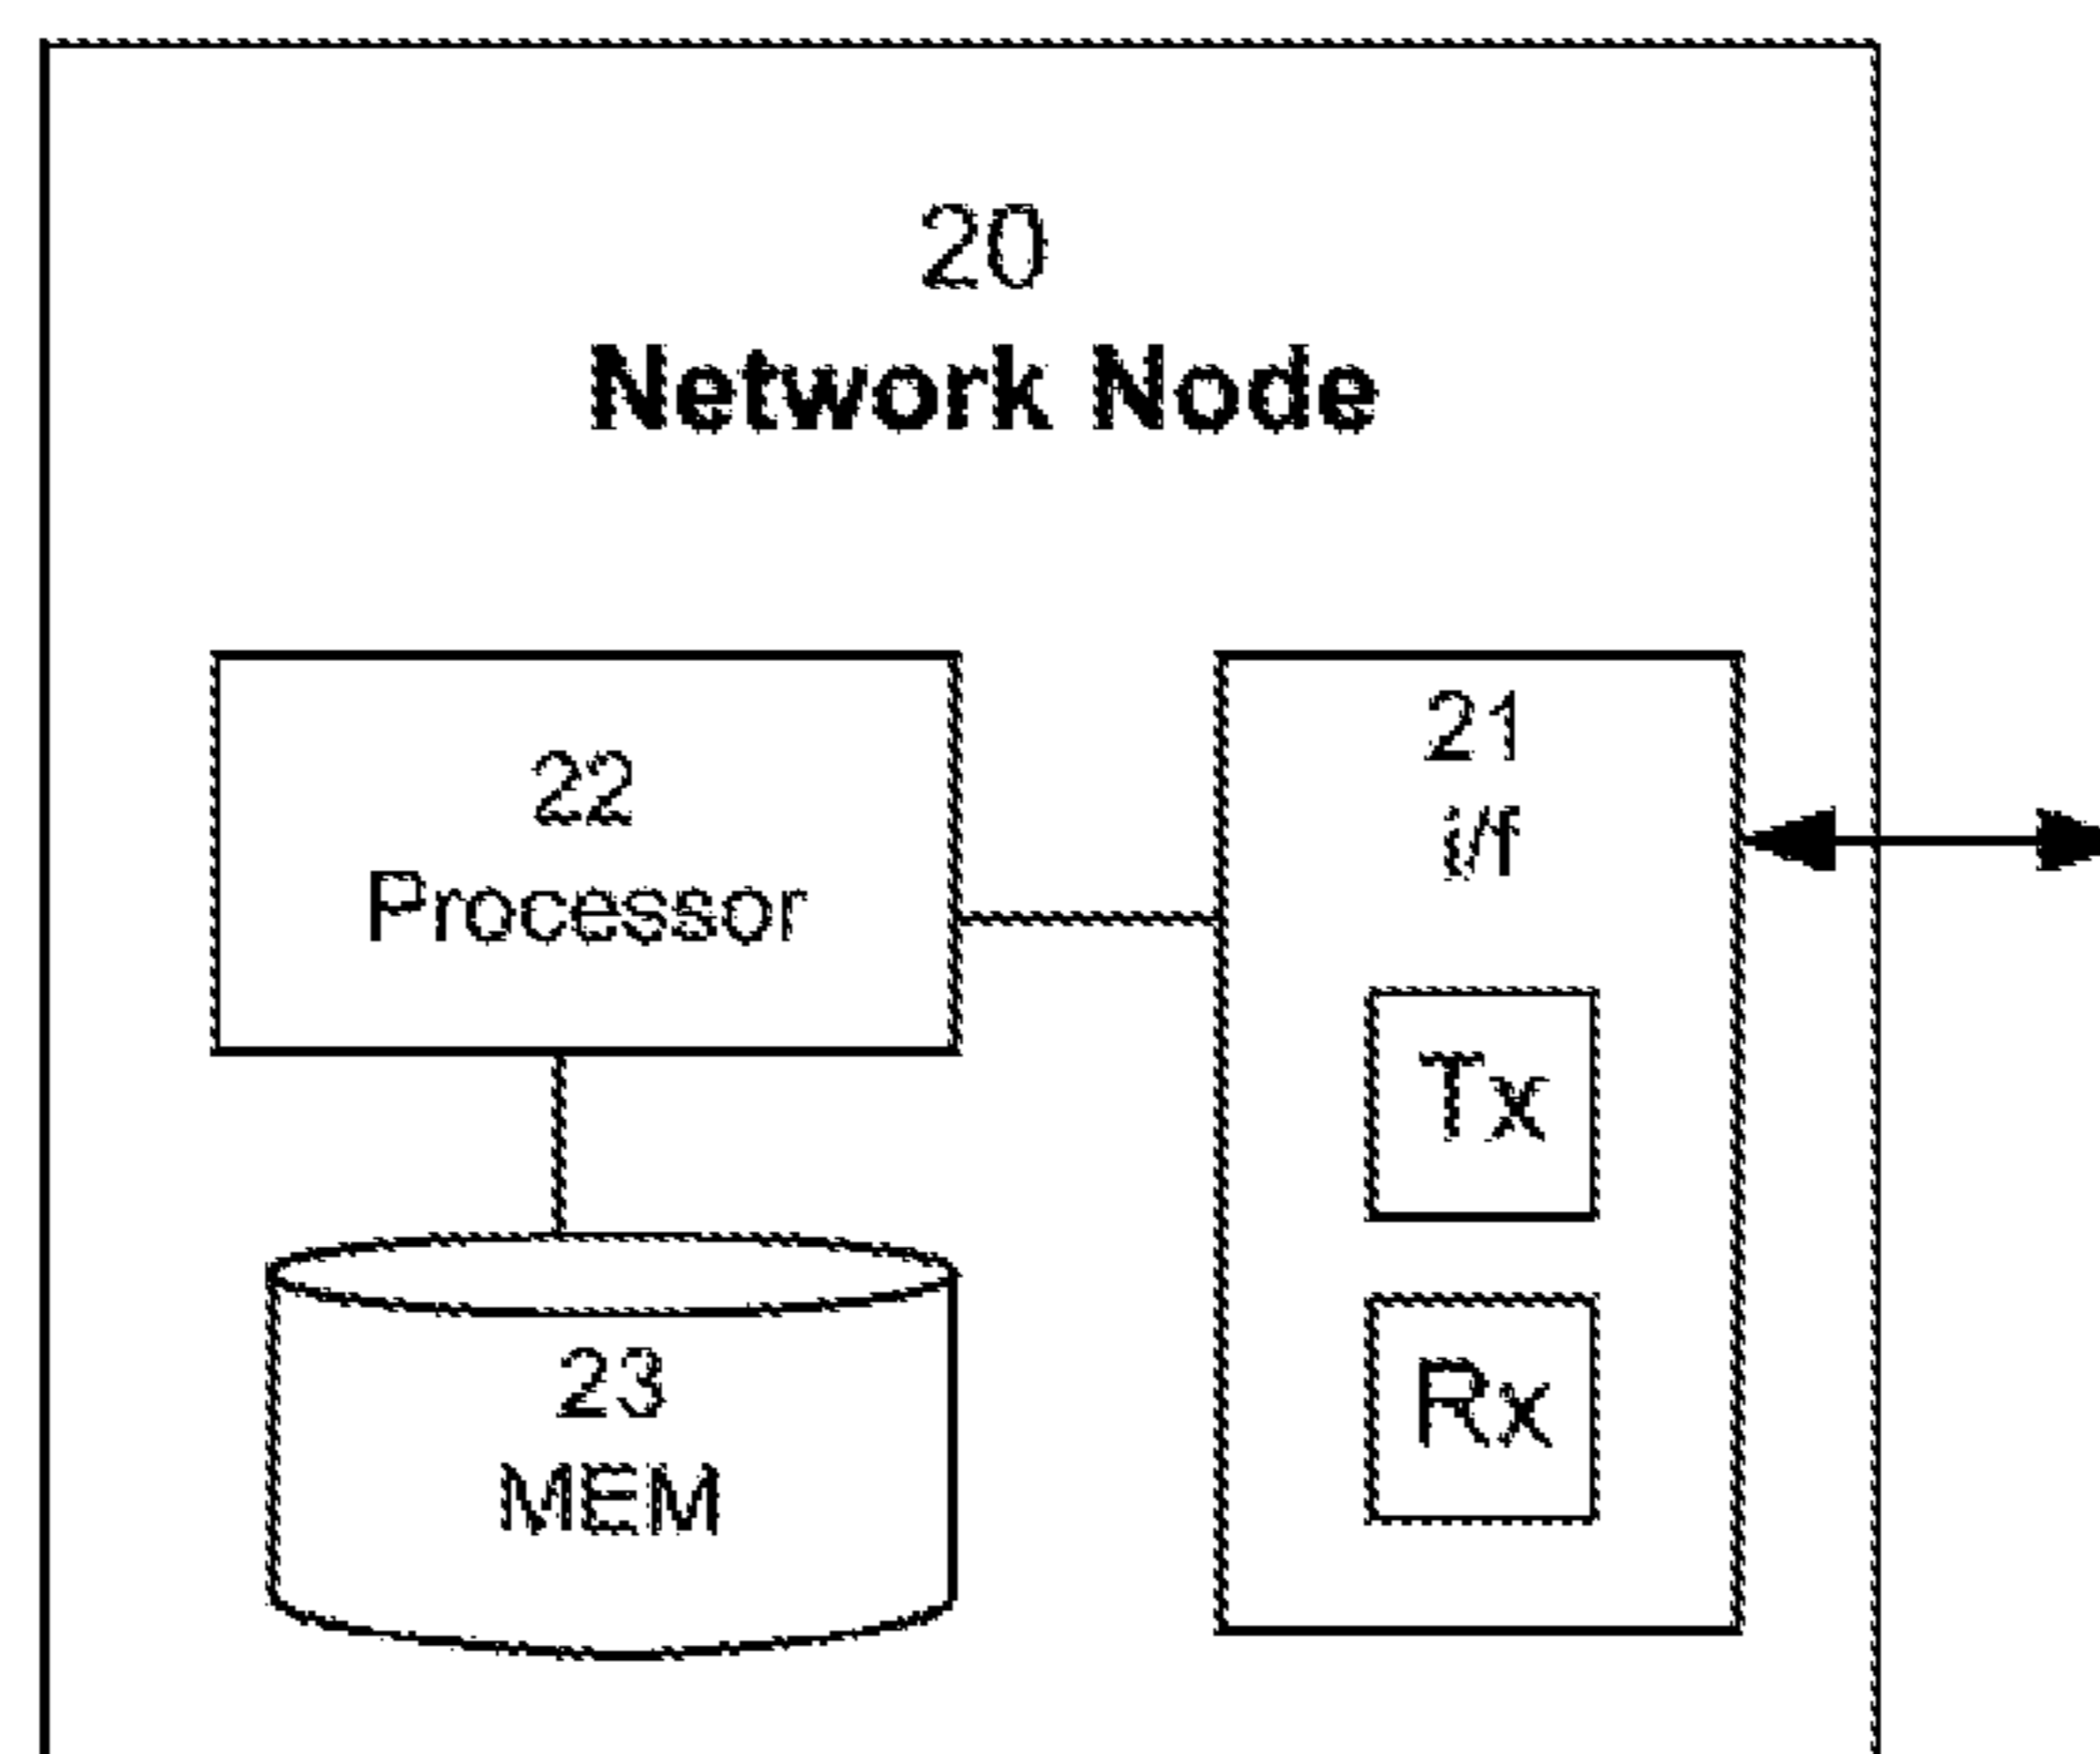 20
Network Node
22
Processor
21
i/f
Tx
Rx
23
MEM